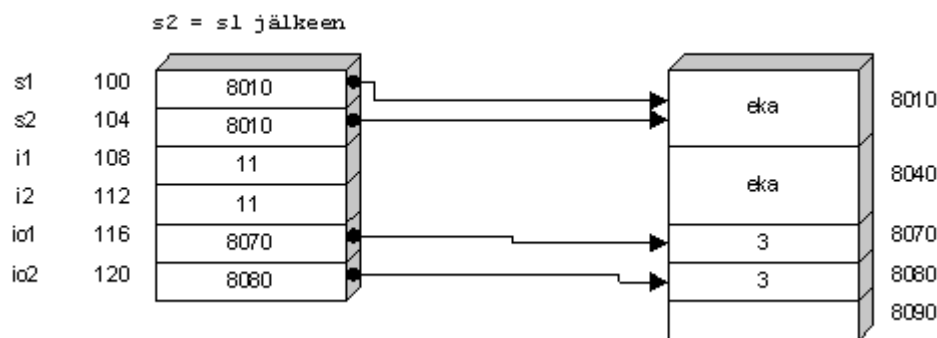 s2 = s1 jälkeen
s1 100 8010 eka 8010
s2 104 8010
i1 108 11 eka 8040
i2 112 11
io1 116 8070 3 8070
io2 120 8080 3 8080
8090